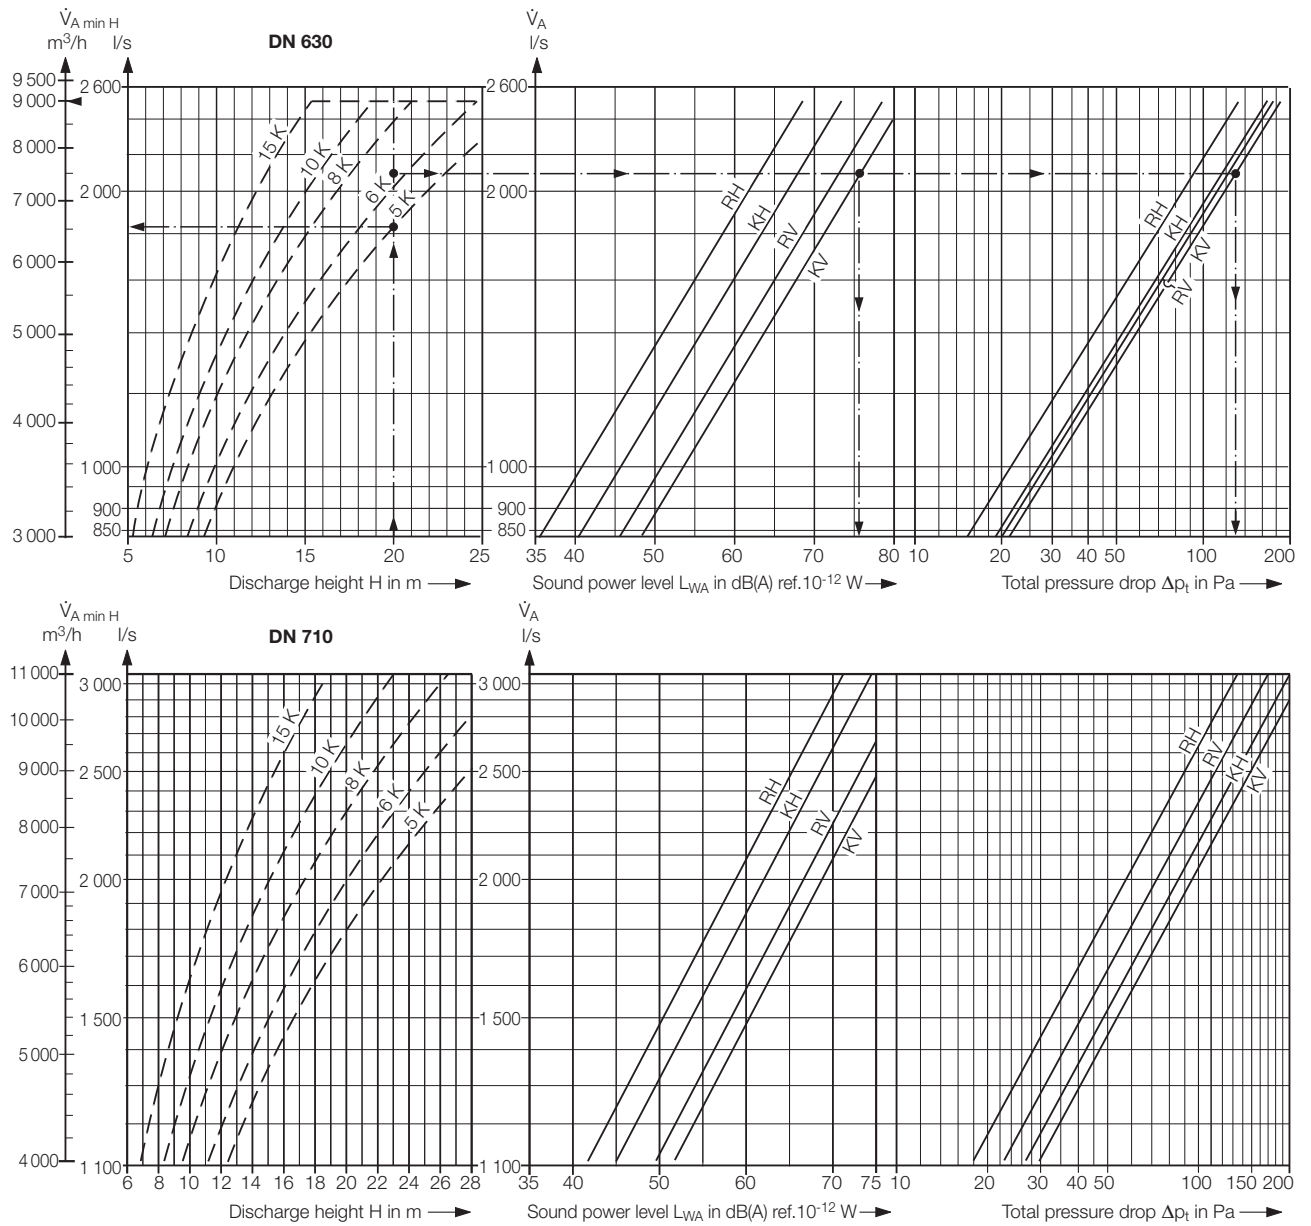 V̇A min H
m³/h l/s
DN 630
V̇A
l/s
9 500
9 000
8 000
7 000
6 000
5 000
4 000
3 000
2 600
2 000
1 000
900
850
15 K
10 K
8 K
6 K
5 K
5 10 15 20 25
Discharge height H in m
2 600
2 000
1 000
900
850
RH
KH
RV
KV
35 40 50 60 70 80
Sound power level LWA in dB(A) ref.10-12 W
RH
KH
KV
RV
10 20 30 40 50 100 200
Total pressure drop Δpt in Pa
V̇A min H
m³/h l/s
DN 710
V̇A
l/s
11 000
10 000
9 000
8 000
7 000
6 000
5 000
4 000
3 000
2 500
2 000
1 500
1 100
15 K
10 K
8 K
6 K
5 K
6 8 10 12 14 16 18 20 22 24 26 28
Discharge height H in m
3 000
2 500
2 000
1 500
1 100
RH
KH
RV
KV
40 50 60 70 75
Sound power level LWA in dB(A) ref.10-12 W
RH
RV
KH
KV
10 20 30 40 50 100 150 200
Total pressure drop Δpt in Pa